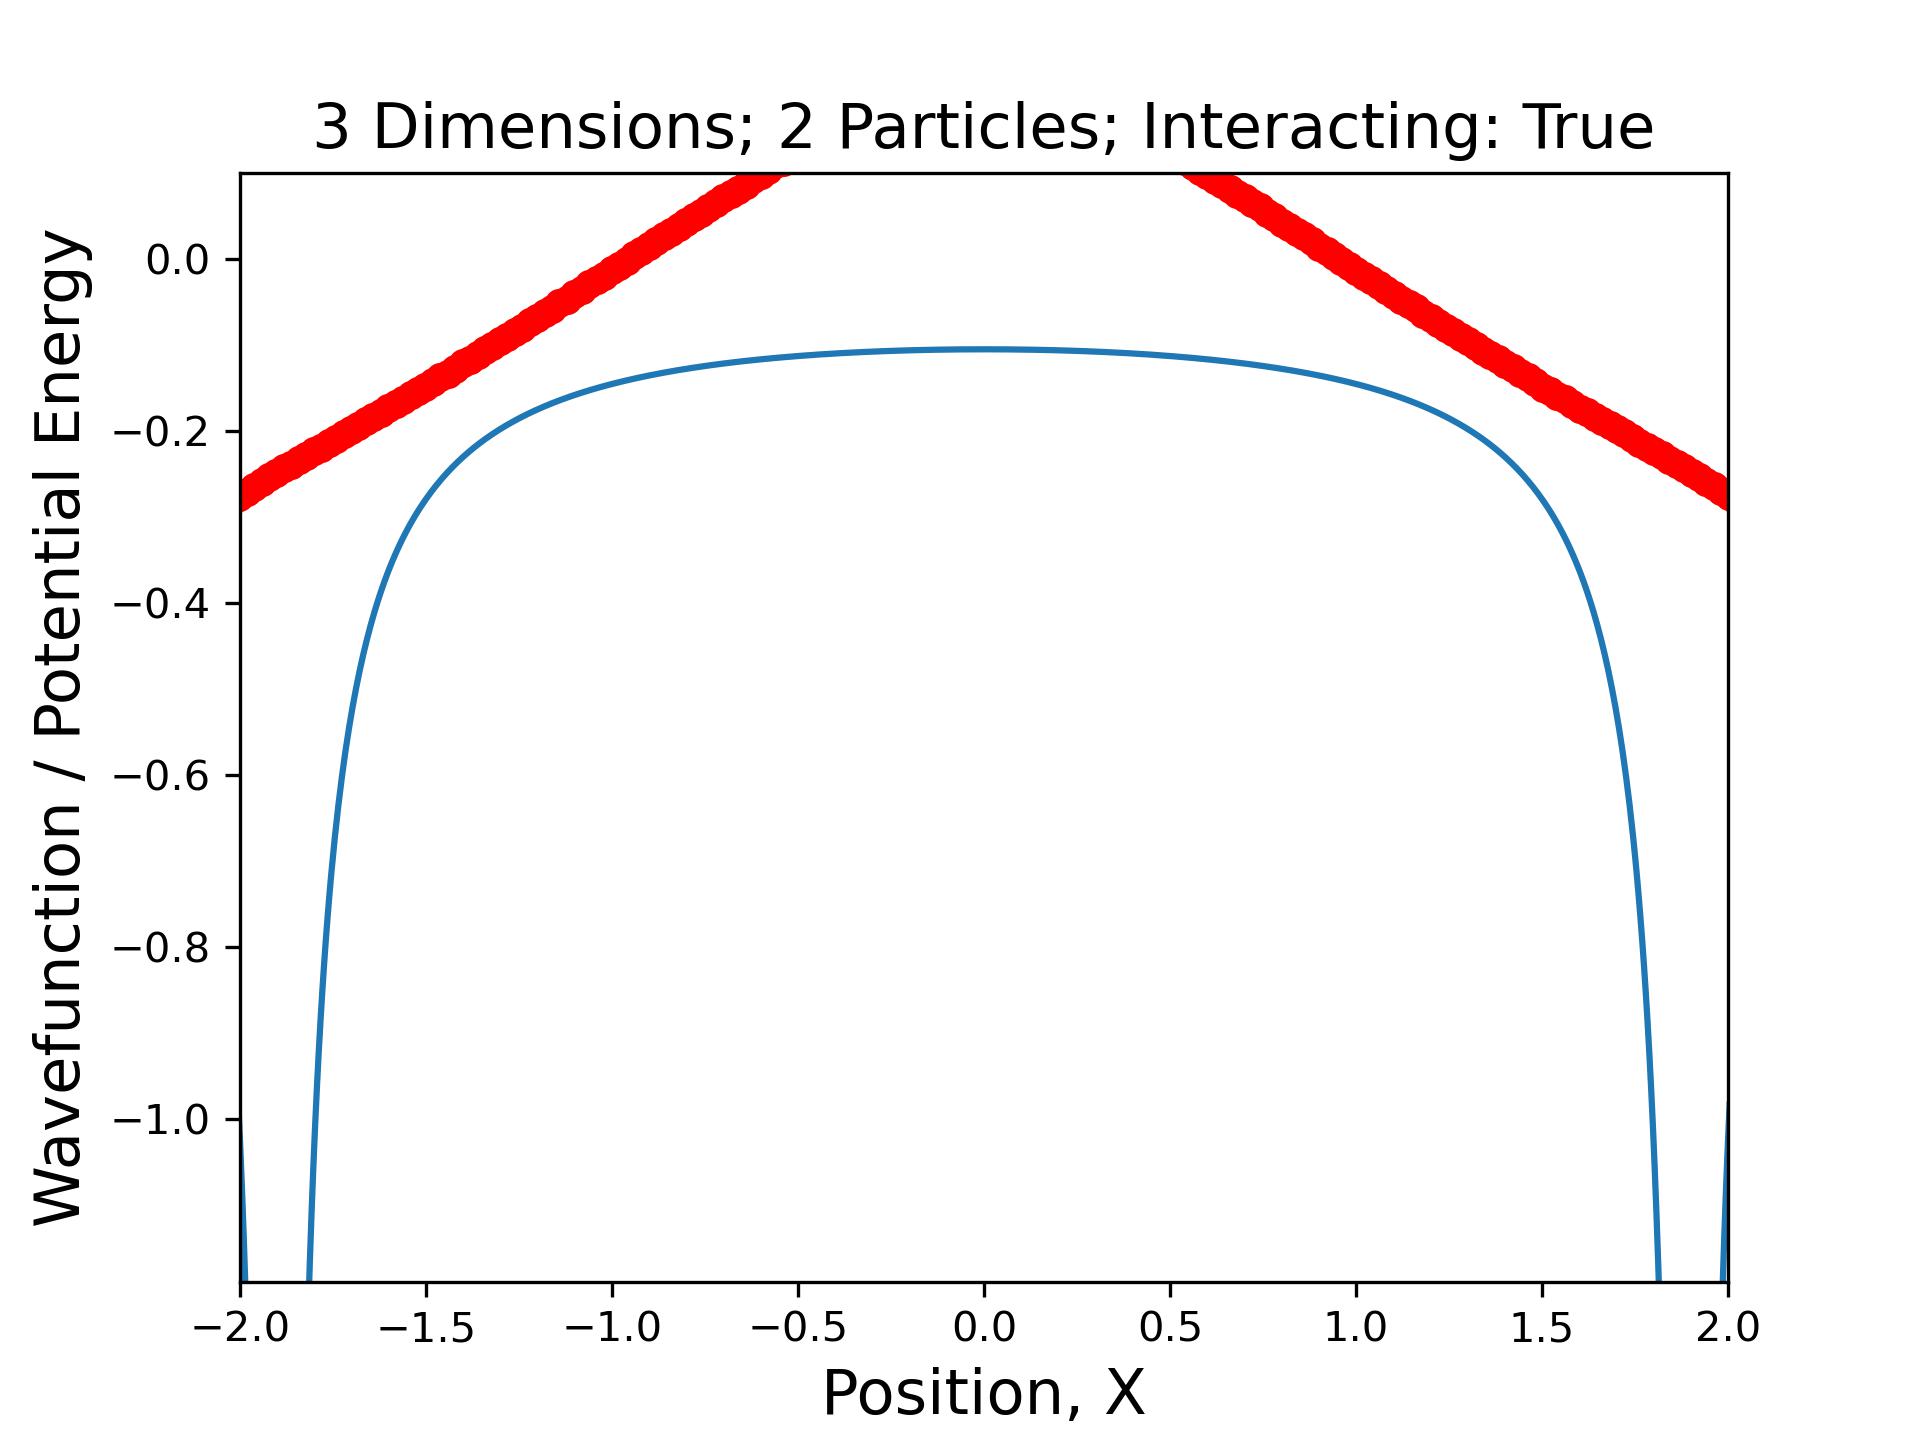 3 Dimensions; 2 Particles; Interacting: True
Wavefunction / Potential Energy
0.0
−0.2
−0.4
−0.6
−0.8
−1.0
−2.0 −1.5 −1.0 −0.5 0.0 0.5 1.0 1.5 2.0
Position, X